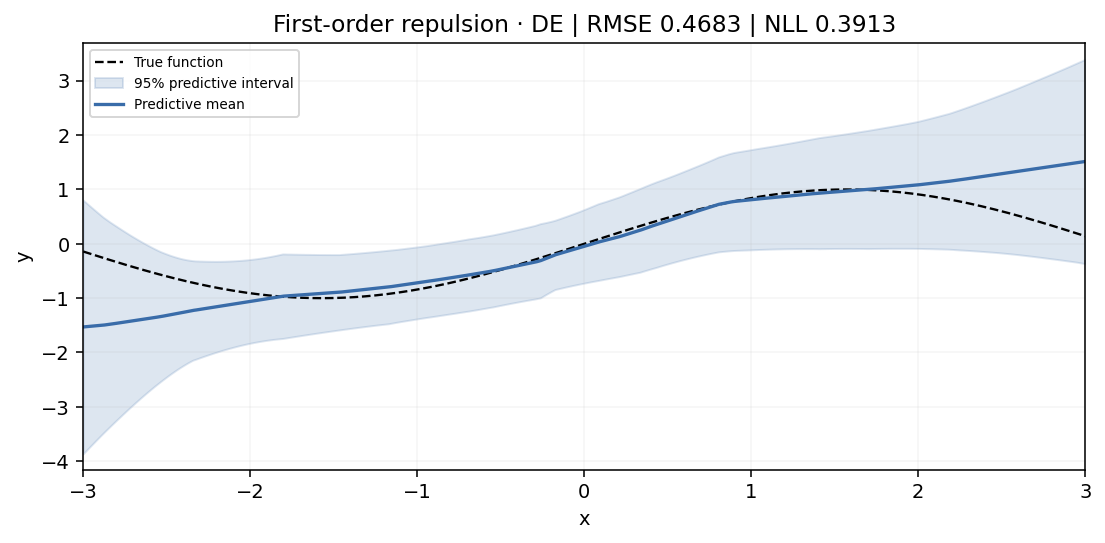 First-order repulsion · DE | RMSE 0.4683 | NLL 0.3913
True function
95% predictive interval
Predictive mean
3
2
1
0
−1
−2
−3
−4
y
−3
−2
−1
0
1
2
3
x